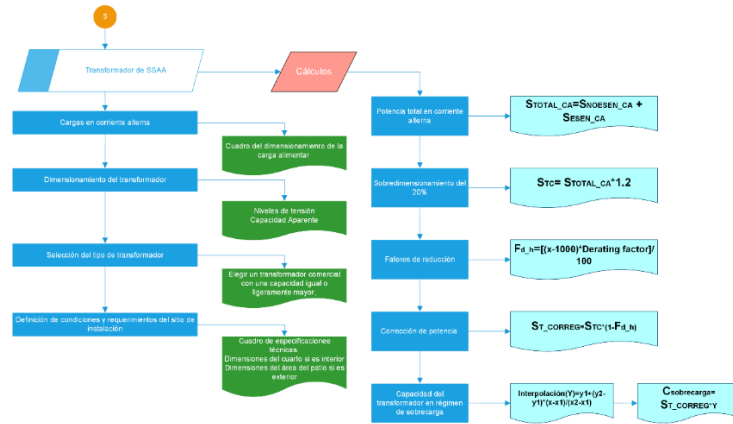 3
Transformador de SSAA
Cálculos
Cargas en corriente alterna
Cuadro del dimensionamienro de la
carga alimentar
Dimensionamiento del transformador
Niveles de tensión
Capacidad Aparente
Selección del tipo de transformador
Elegir un transformador comercial
con una capacidad igual o
ligeramente mayor.
Definición de condiciones y requerimientos del sitio de
instalación
Cuadro de especificaciones
técnicas
Dimensiones del cuarto si es interior
Dimensiones del área del patio si es
exterior
Potencia total en corriente
alterna
STOTAL_CA=SNOESEN_CA +
SESEN_CA
Sobredimensionamiento del
20%
STC= STOTAL_CA*1.2
Fatores de reducción
Fd_h=[(x-1000)*Derating factor]/
100
Corrección de potencia
ST_CORREG=STC*(1-Fd_h)
Capacidad del
transformador en régimen
de sobrecarga
Interpolación(Y)=y1+(y2-
y1)*(x-x1)/(x2-x1)
Csobrecarga=
ST_CORREG*Y